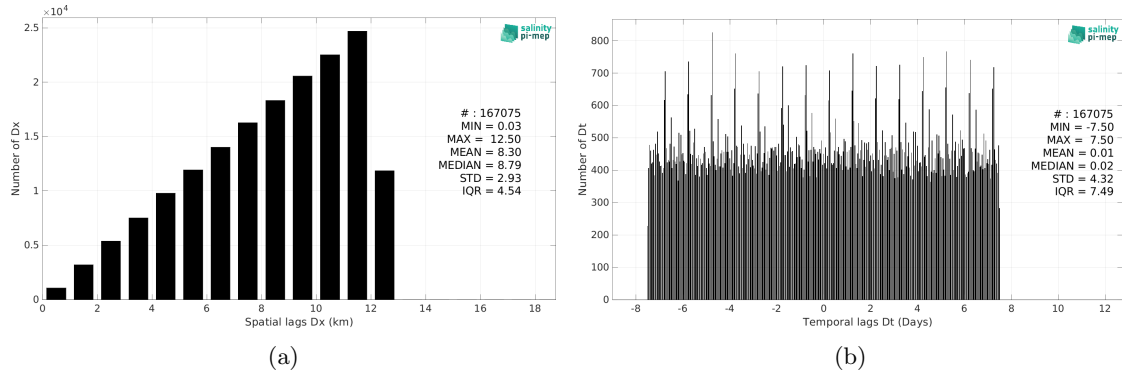 ×10⁴
2.5
2
1.5
1
0.5
0
0 2 4 6 8 10 12 14 16 18
Number of Dx
Spatial lags Dx (km)
salinity
pi-mep
# : 167075
MIN = 0.03
MAX = 12.50
MEAN = 8.30
MEDIAN = 8.79
STD = 2.93
IQR = 4.54
(a)
800
700
600
500
400
300
200
100
0
-8 -6 -4 -2 0 2 4 6 8 10 12
Number of Dt
Temporal lags Dt (Days)
salinity
pi-mep
# : 167075
MIN = -7.50
MAX = 7.50
MEAN = 0.01
MEDIAN = 0.02
STD = 4.32
IQR = 7.49
(b)